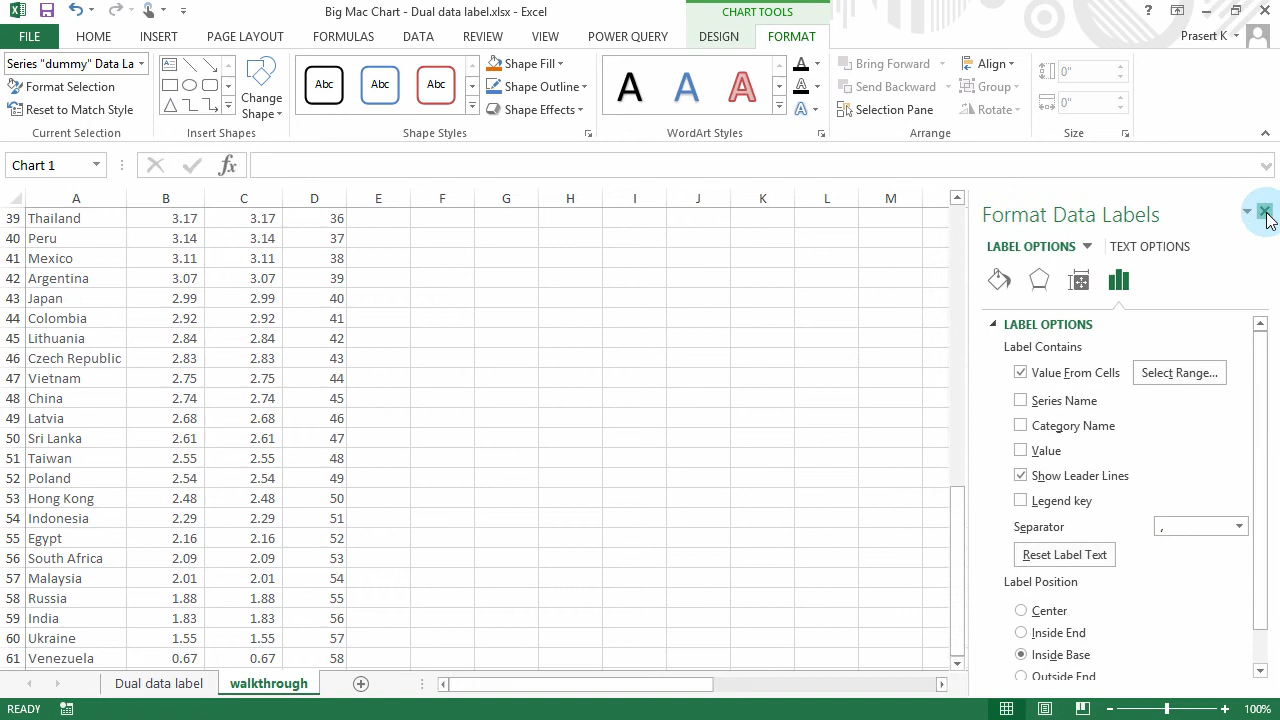 Big Mac Chart - Dual data label.xlsx - Excel
CHART TOOLS
?
FILE HOME INSERT PAGE LAYOUT FORMULAS DATA REVIEW VIEW POWER QUERY DESIGN FORMAT Prasert K
Series "dummy" Data La
Format Selection
Reset to Match Style
Current Selection
Change
Shape
Insert Shapes
Abc Abc Abc
Shape Fill
Shape Outline
Shape Effects
Shape Styles
A A A
A
A
A
WordArt Styles
Bring Forward
Send Backward
Selection Pane
Align
Group
Rotate
Arrange
0"
0"
Size
Chart 1 fx
A B C D E F G H I J K L M
39 Thailand 3.17 3.17 36
40 Peru 3.14 3.14 37
41 Mexico 3.11 3.11 38
42 Argentina 3.07 3.07 39
43 Japan 2.99 2.99 40
44 Colombia 2.92 2.92 41
45 Lithuania 2.84 2.84 42
46 Czech Republic 2.83 2.83 43
47 Vietnam 2.75 2.75 44
48 China 2.74 2.74 45
49 Latvia 2.68 2.68 46
50 Sri Lanka 2.61 2.61 47
51 Taiwan 2.55 2.55 48
52 Poland 2.54 2.54 49
53 Hong Kong 2.48 2.48 50
54 Indonesia 2.29 2.29 51
55 Egypt 2.16 2.16 52
56 South Africa 2.09 2.09 53
57 Malaysia 2.01 2.01 54
58 Russia 1.88 1.88 55
59 India 1.83 1.83 56
60 Ukraine 1.55 1.55 57
61 Venezuela 0.67 0.67 58
Format Data Labels
LABEL OPTIONS TEXT OPTIONS
LABEL OPTIONS
Label Contains
Value From Cells Select Range...
Series Name
Category Name
Value
Show Leader Lines
Legend key
Separator ,
Reset Label Text
Label Position
Center
Inside End
Inside Base
Outside End
Dual data label walkthrough
READY 100%